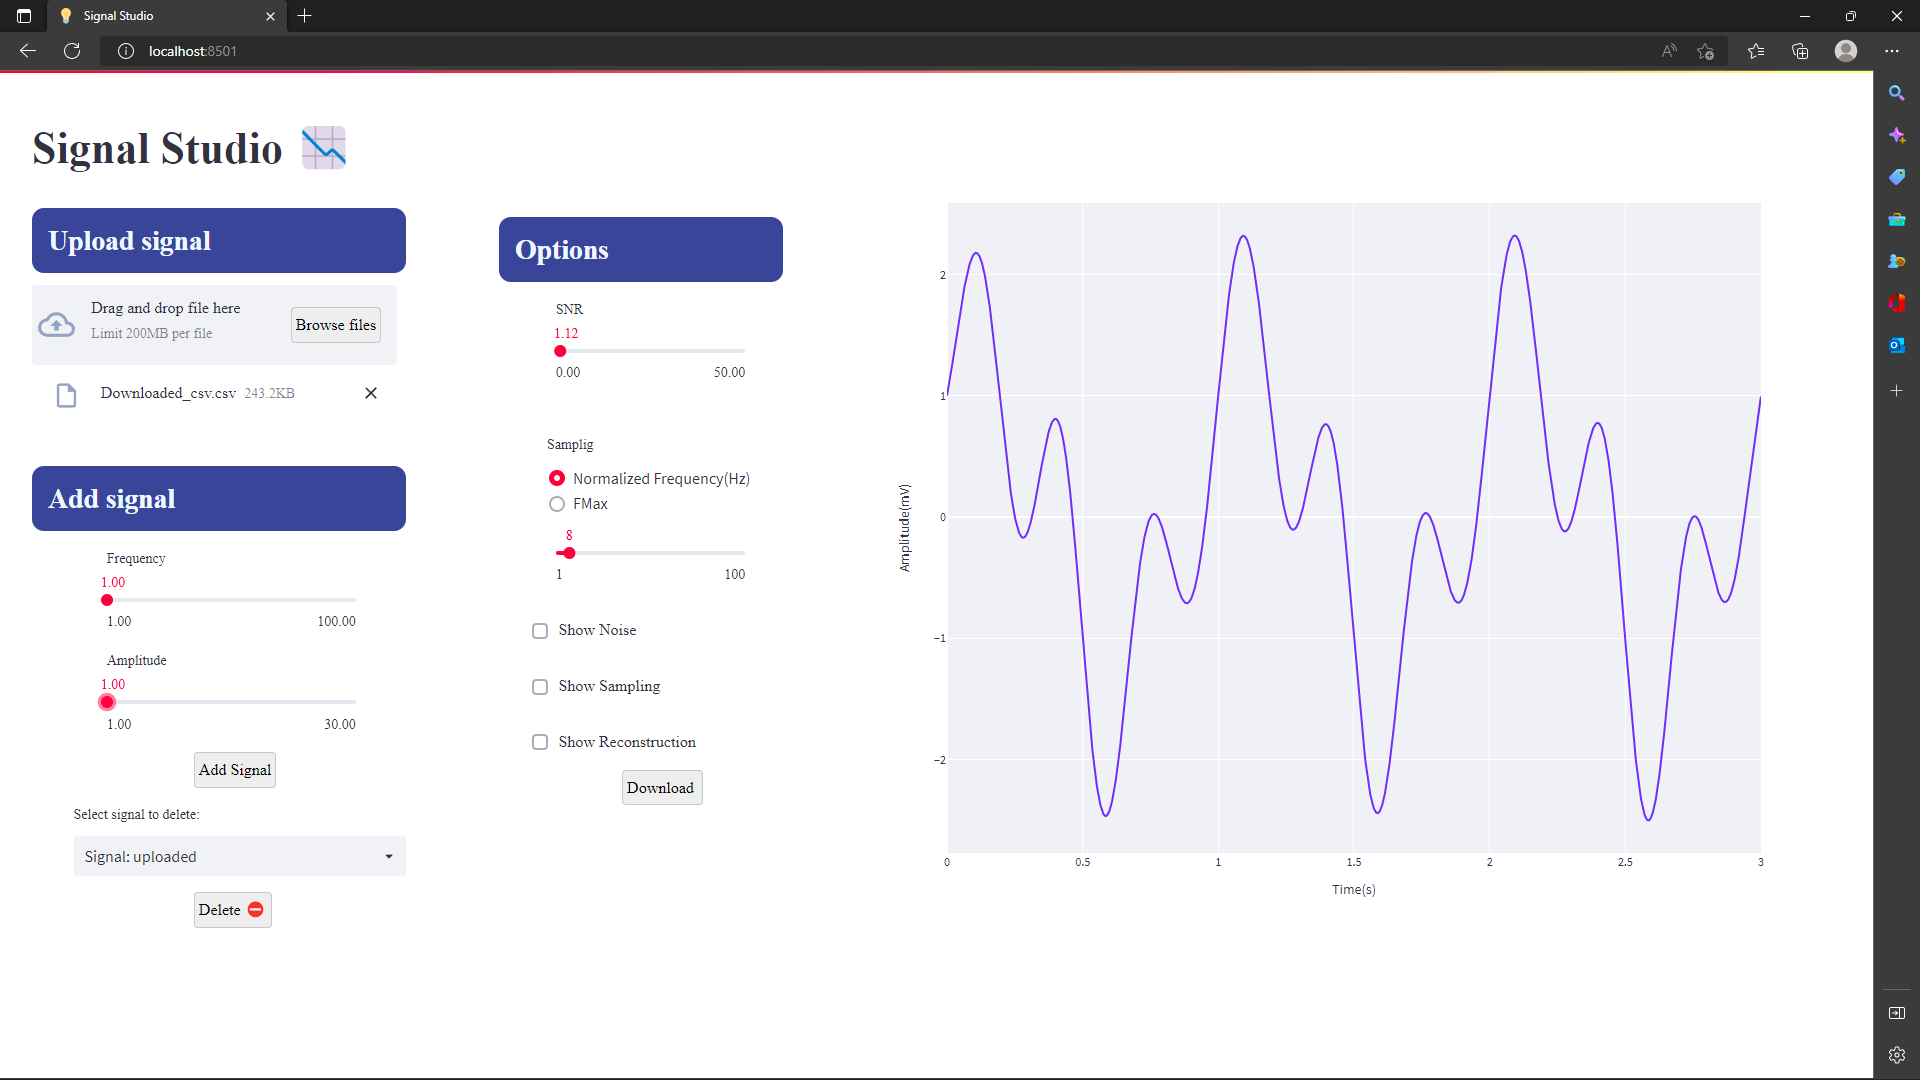 Signal Studio
localhost:8501
Signal Studio
Upload signal
Drag and drop file here
Limit 200MB per file
Browse files
Downloaded_csv.csv 243.2KB
Add signal
Frequency
1.00
1.00 100.00
Amplitude
1.00
1.00 30.00
Add Signal
Select signal to delete:
Signal: uploaded
Delete
Options
SNR
1.12
0.00 50.00
Samplig
Normalized Frequency(Hz)
FMax
8
1 100
Show Noise
Show Sampling
Show Reconstruction
Download
Amplitude(mV)
2
1
0
−1
−2
0 0.5 1 1.5 2 2.5 3
Time(s)